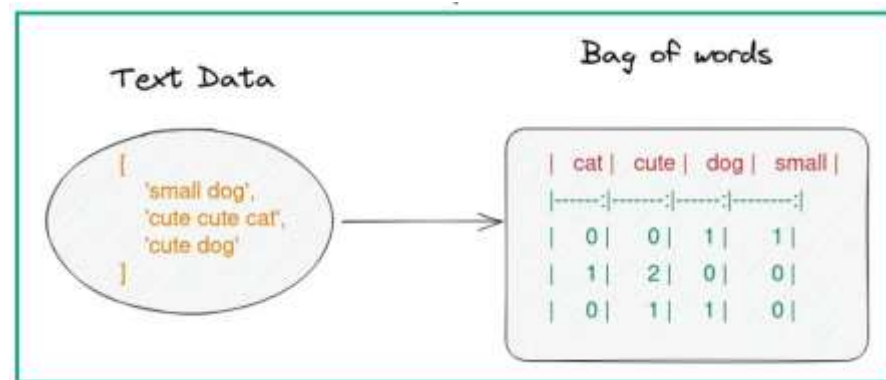 Text Data
[
'small dog',
'cute cute cat',
'cute dog'
]
Bag of words
| cat | cute | dog | small |
|------:|-------:|------:|--------:|
| 0 | 0 | 1 | 1 |
| 1 | 2 | 0 | 0 |
| 0 | 1 | 1 | 0 |